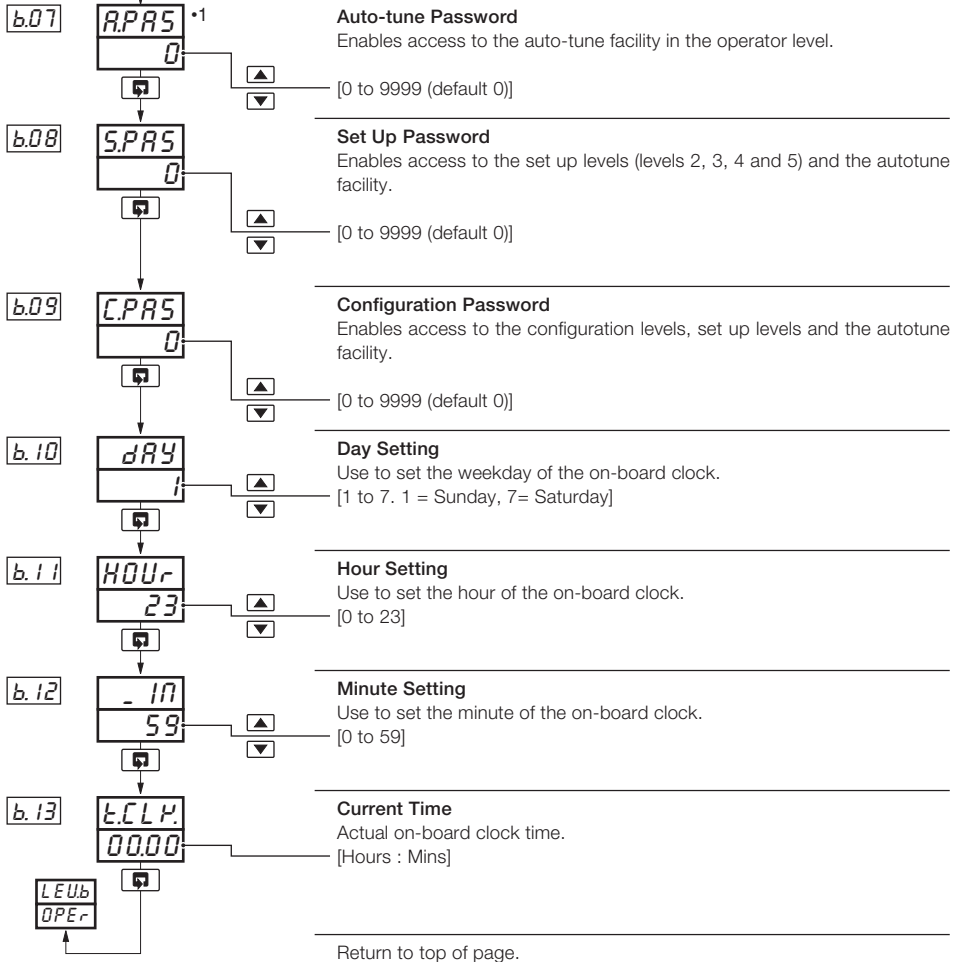 b.07
A.PAS
•1
0
Auto-tune Password
Enables access to the auto-tune facility in the operator level.
[0 to 9999 (default 0)]
b.08
S.PAS
0
Set Up Password
Enables access to the set up levels (levels 2, 3, 4 and 5) and the autotune
facility.
[0 to 9999 (default 0)]
b.09
C.PAS
0
Configuration Password
Enables access to the configuration levels, set up levels and the autotune
facility.
[0 to 9999 (default 0)]
b.10
dAY
1
Day Setting
Use to set the weekday of the on-board clock.
[1 to 7. 1 = Sunday, 7= Saturday]
b.11
HOUr
23
Hour Setting
Use to set the hour of the on-board clock.
[0 to 23]
b.12
_ IN
59
Minute Setting
Use to set the minute of the on-board clock.
[0 to 59]
b.13
t.CLK.
00.00
Current Time
Actual on-board clock time.
[Hours : Mins]
LEV.b
OPEr
Return to top of page.